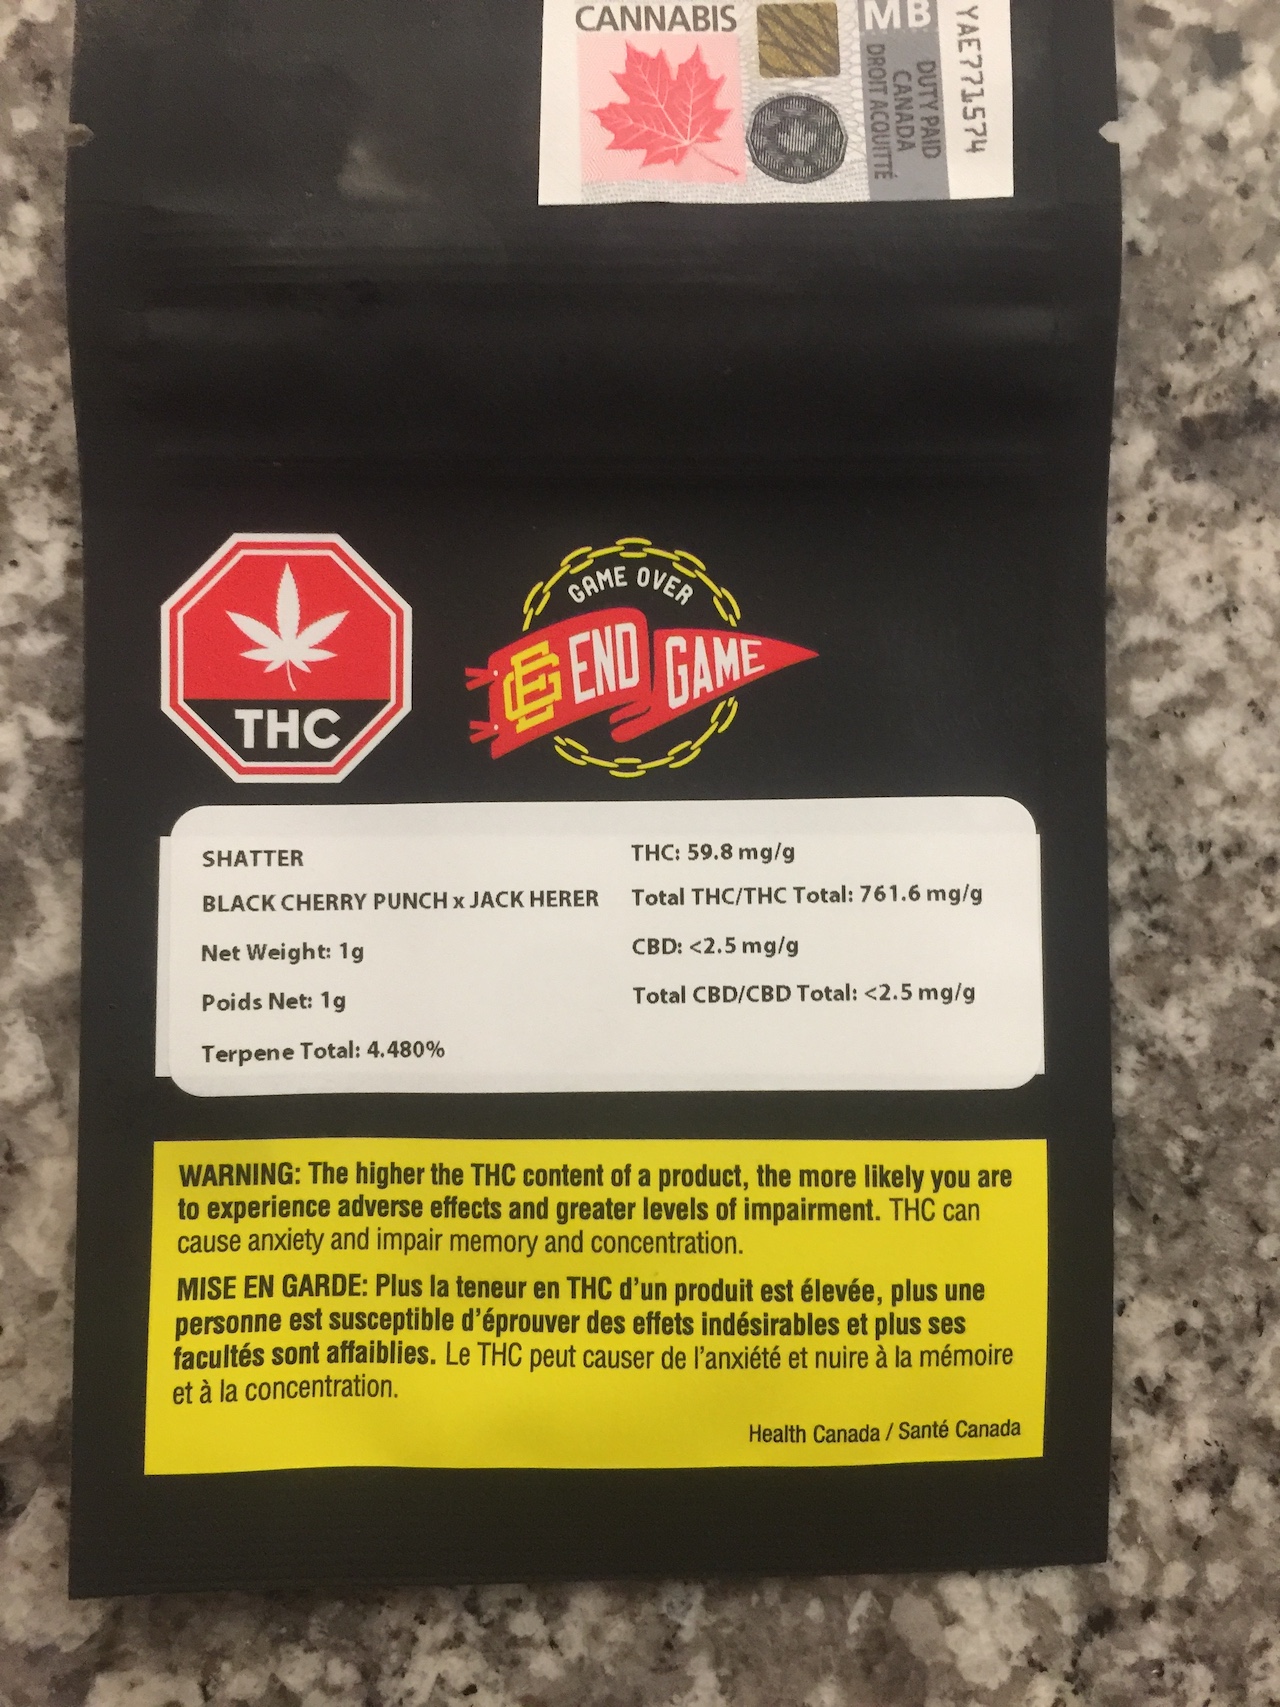 CANNABIS
MB
DUTY PAID
CANADA
DROIT ACQUITTÉ
YAE771574
THC
GAME OVER
EG END GAME
SHATTER
BLACK CHERRY PUNCH x JACK HERER
Net Weight: 1g
Poids Net: 1g
Terpene Total: 4.480%
THC: 59.8 mg/g
Total THC/THC Total: 761.6 mg/g
CBD: <2.5 mg/g
Total CBD/CBD Total: <2.5 mg/g
WARNING: The higher the THC content of a product, the more likely you are
to experience adverse effects and greater levels of impairment. THC can
cause anxiety and impair memory and concentration.
MISE EN GARDE: Plus la teneur en THC d'un produit est élevée, plus une
personne est susceptible d'éprouver des effets indésirables et plus ses
facultés sont affaiblies. Le THC peut causer de l'anxiété et nuire à la mémoire
et à la concentration.
Health Canada / Santé Canada